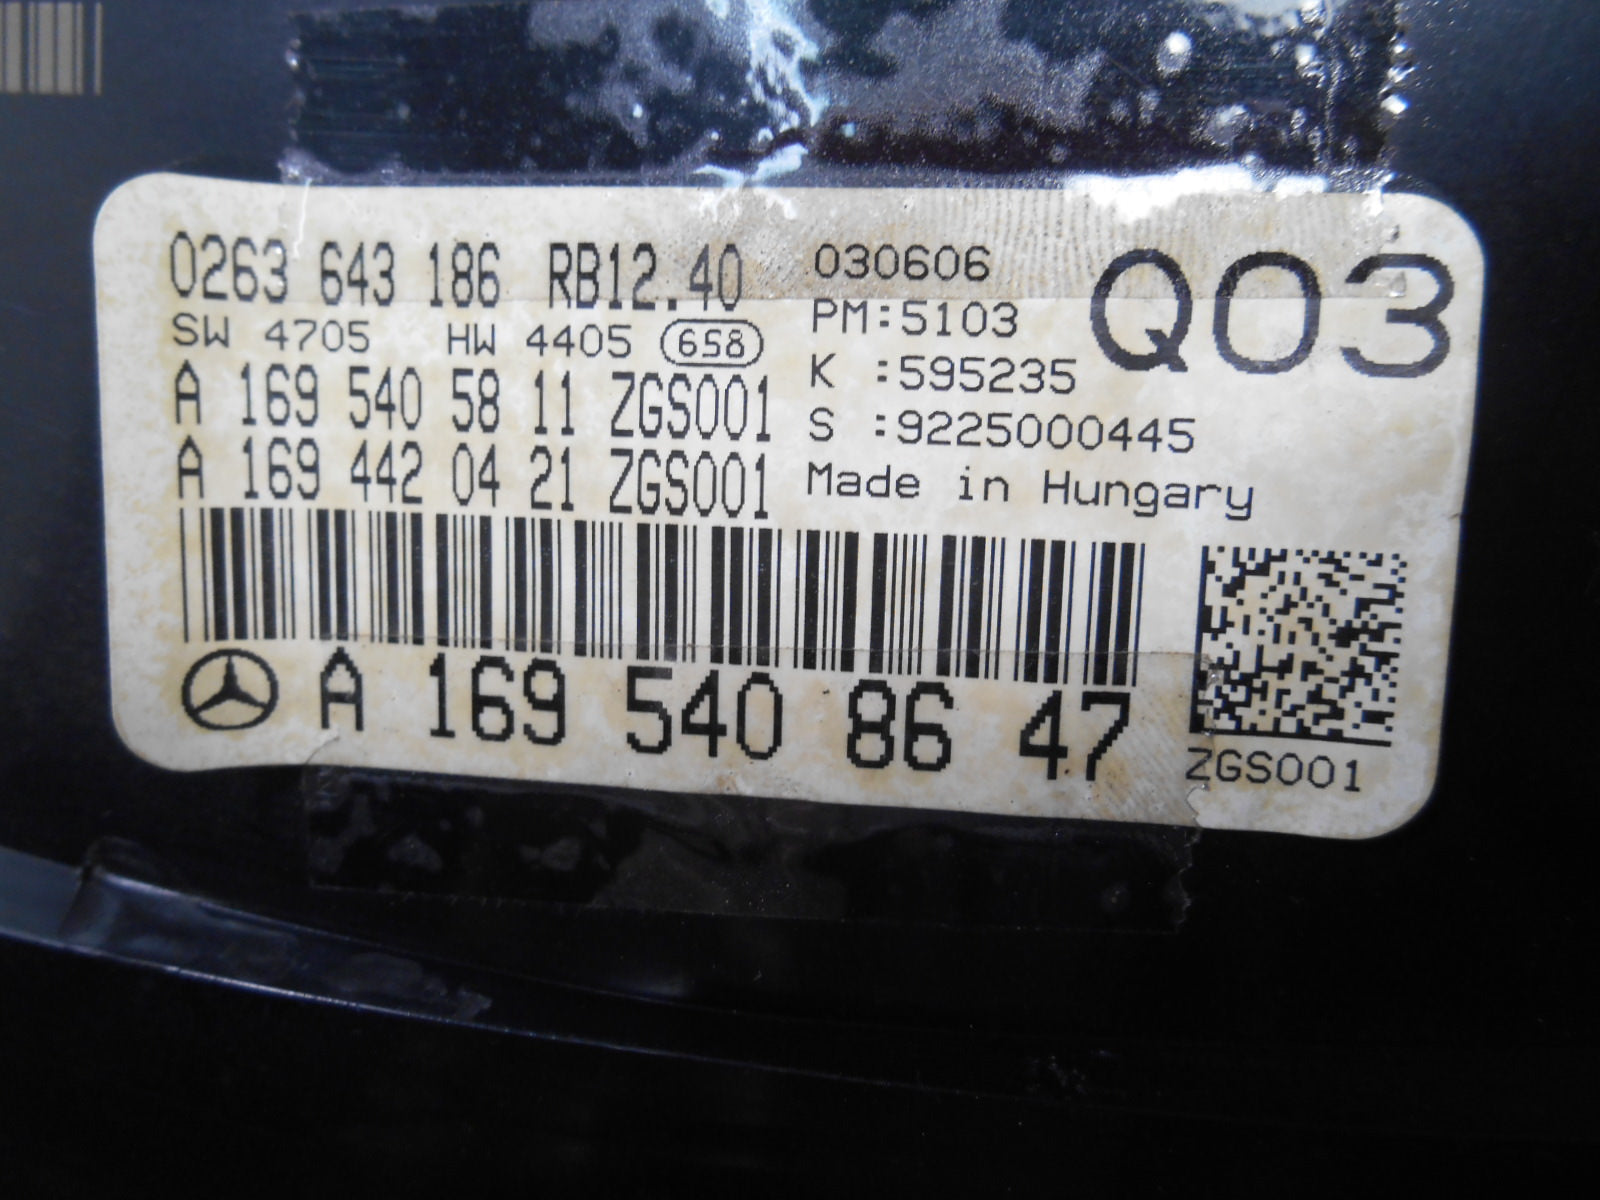 0263 643 186 RB12.40
SW 4705 HW 4405 658
A 169 540 58 11 ZGS001
A 169 442 04 21 ZGS001
030606
PM:5103
K :595235
S :9225000445
Made in Hungary
Q03
A 169 540 86 47
ZGS001